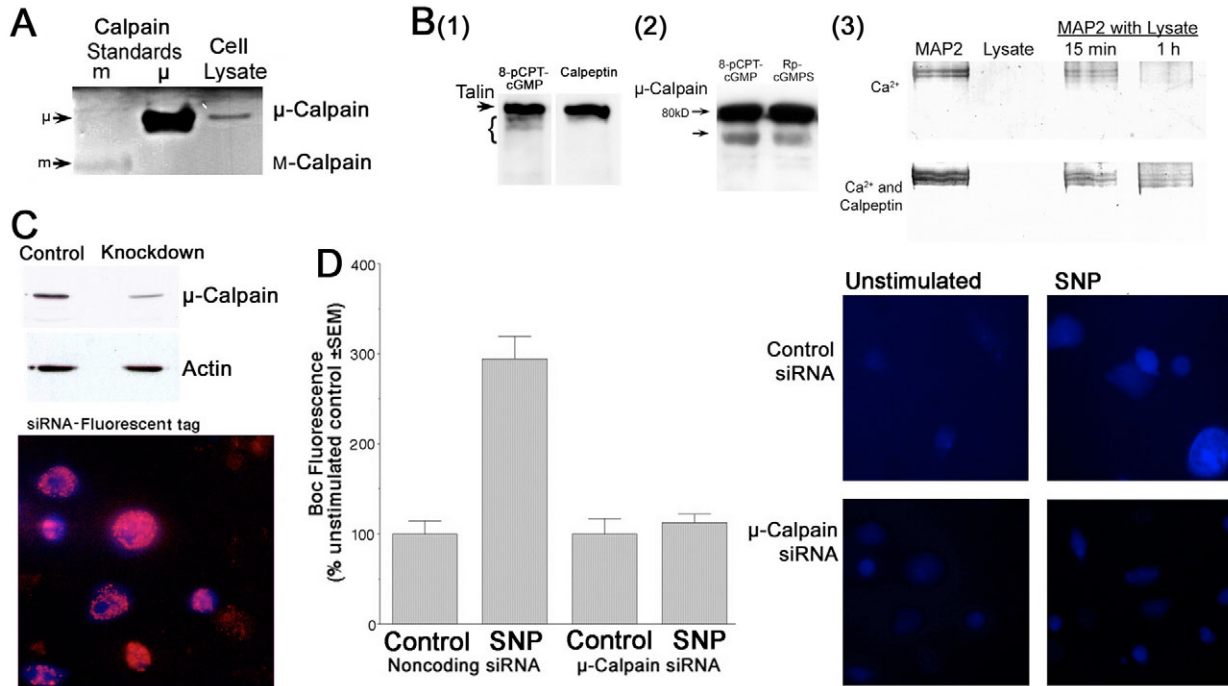 A
Calpain
Standards
m
µ
Cell
Lysate
µ
m
µ-Calpain
M-Calpain
B(1)
8-pCPT-
cGMP
Calpeptin
Talin
(2)
8-pCPT-
cGMP
Rp-
cGMPS
µ-Calpain
80kD
(3)
MAP2
Lysate
MAP2 with Lysate
15 min
1 h
Ca²⁺
Ca²⁺ and
Calpeptin
C
Control
Knockdown
µ-Calpain
Actin
siRNA-Fluorescent tag
D
Boc Fluorescence
(% unstimulated control ±SEM)
400
300
200
100
0
Control
SNP
Control
SNP
Noncoding siRNA
µ-Calpain siRNA
Unstimulated
SNP
Control
siRNA
µ-Calpain
siRNA